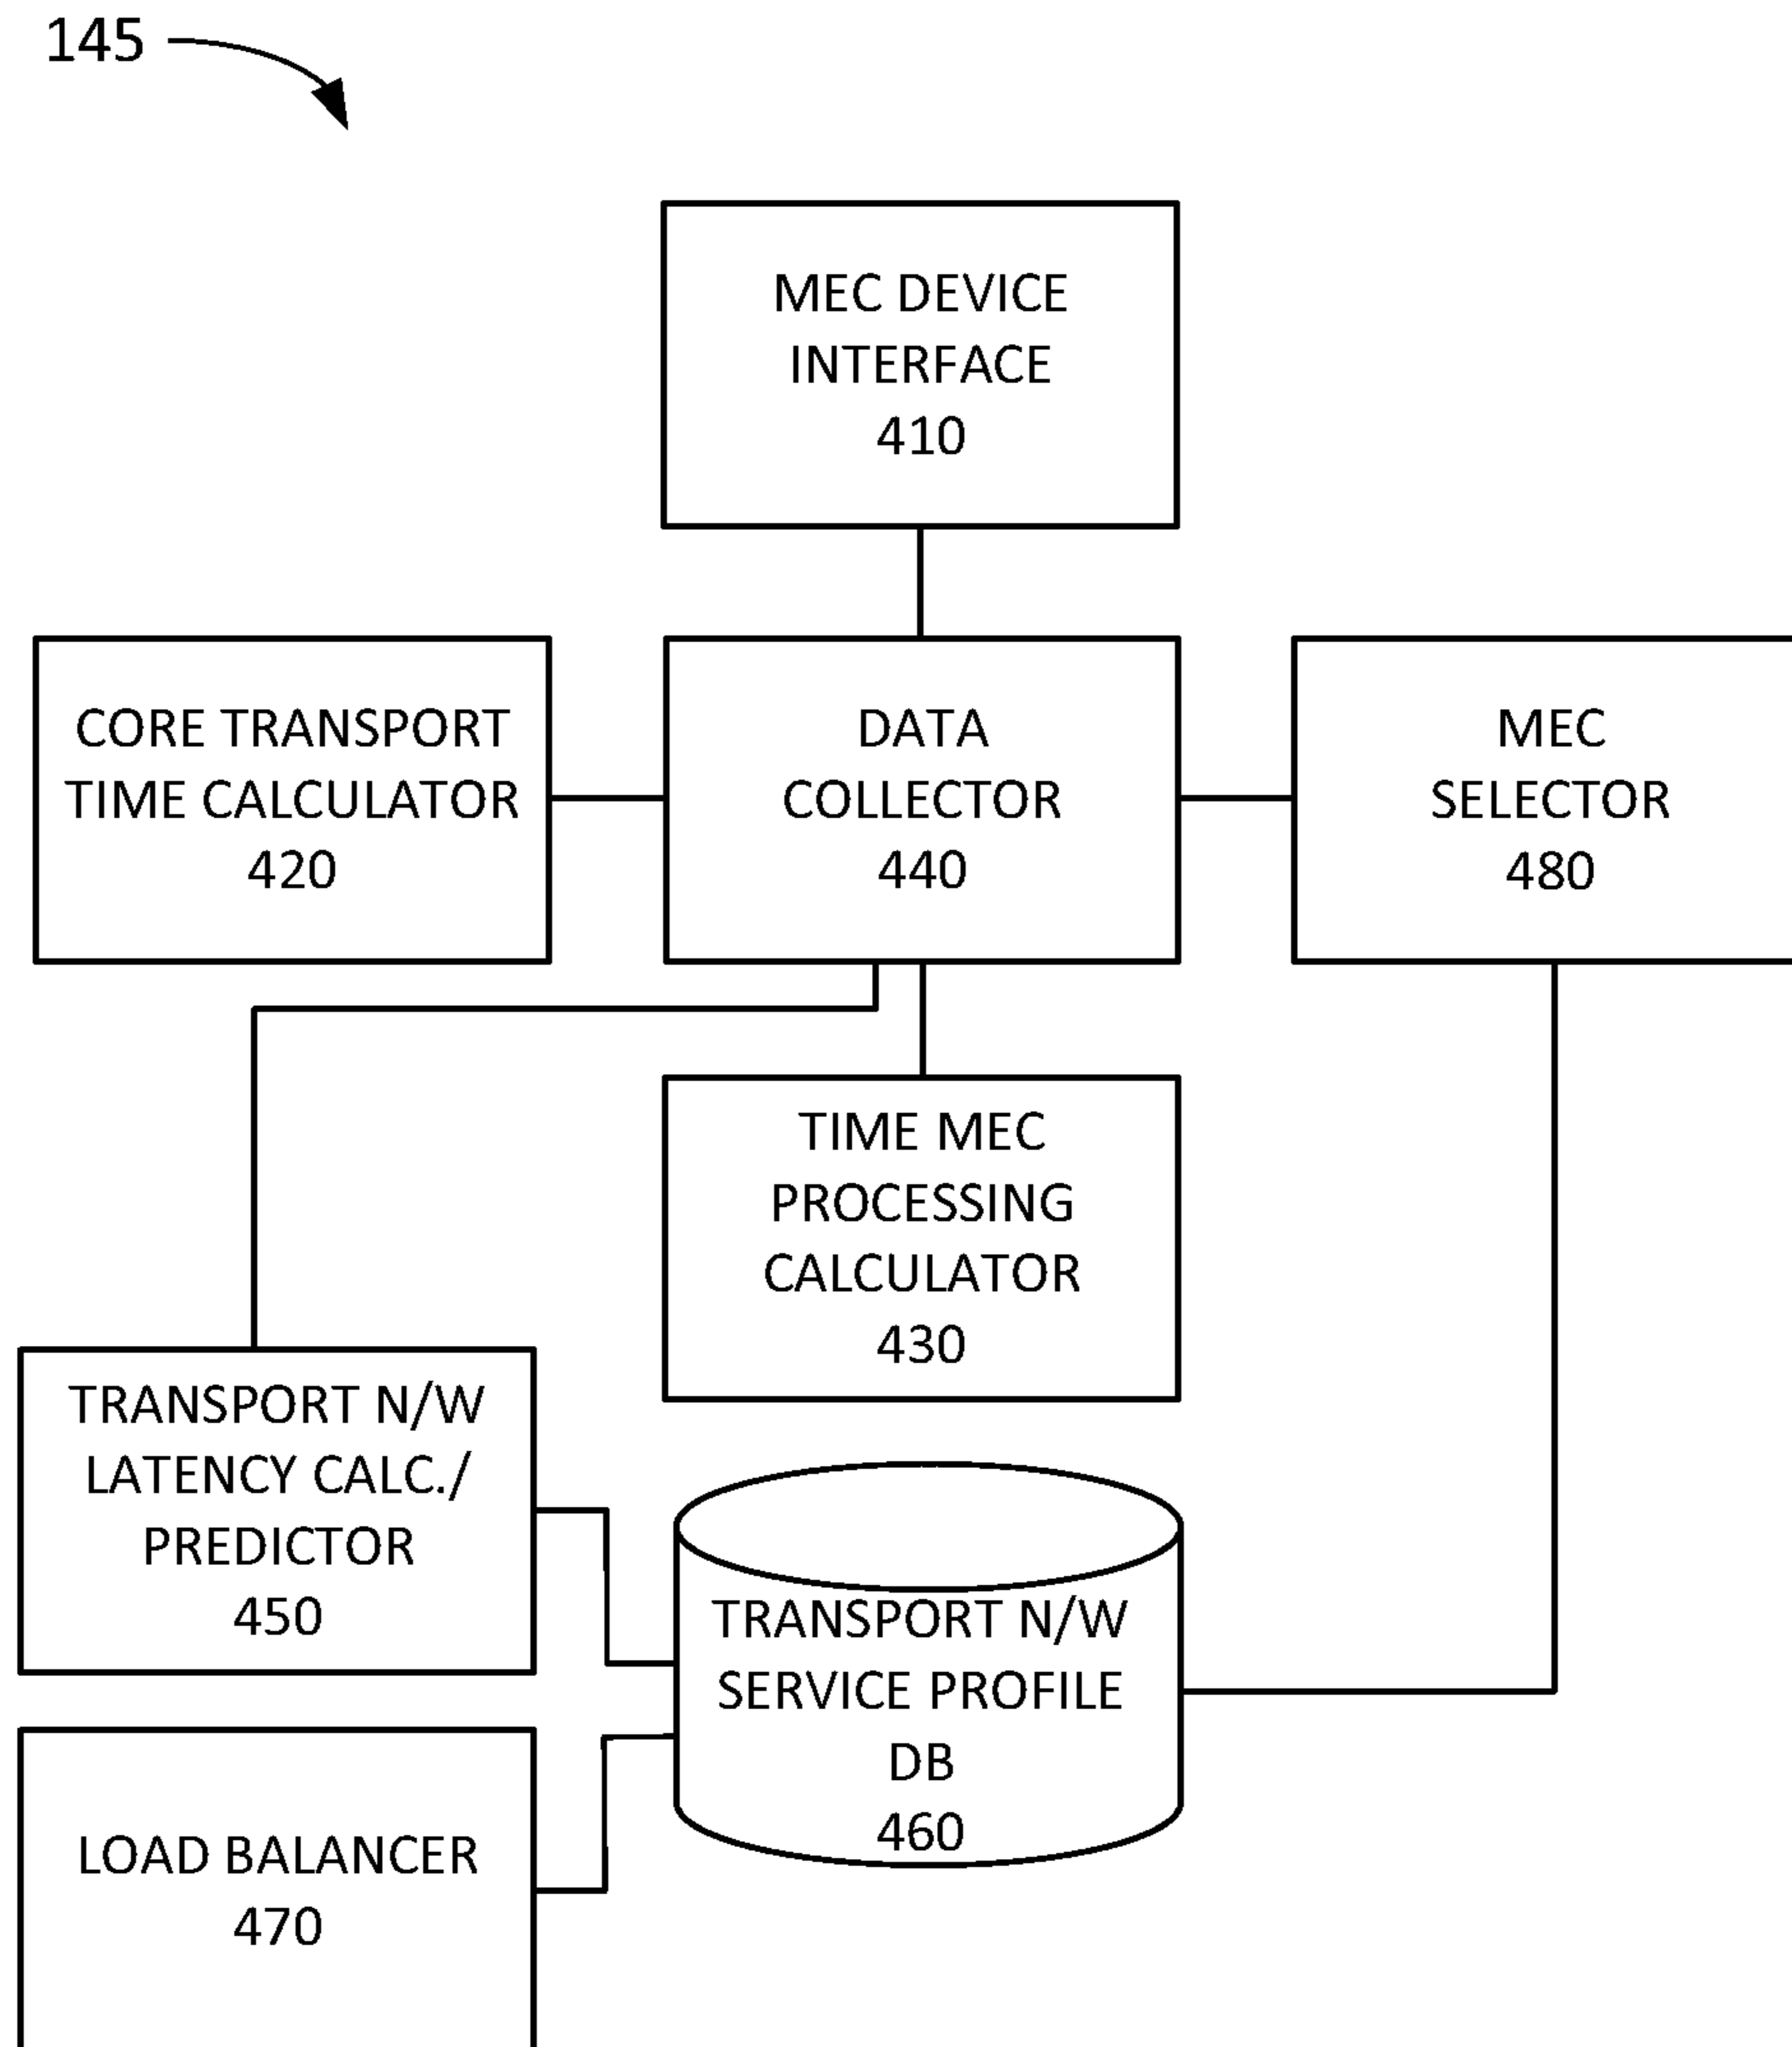 145
MEC DEVICE
INTERFACE
410
CORE TRANSPORT
TIME CALCULATOR
420
DATA
COLLECTOR
440
MEC
SELECTOR
480
TIME MEC
PROCESSING
CALCULATOR
430
TRANSPORT N/W
LATENCY CALC./
PREDICTOR
450
TRANSPORT N/W
SERVICE PROFILE
DB
460
LOAD BALANCER
470